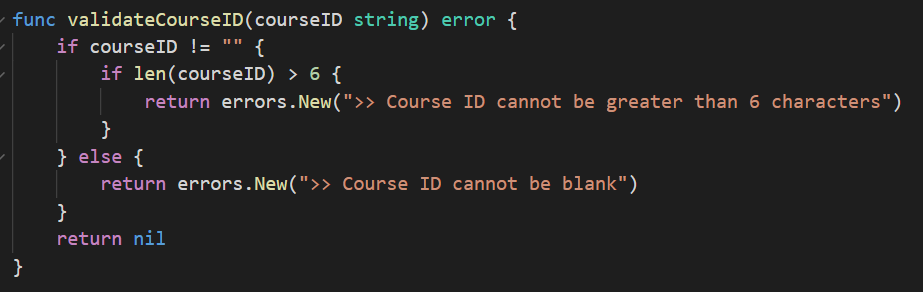 func validateCourseID(courseID string) error {
    if courseID != "" {
        if len(courseID) > 6 {
            return errors.New(">> Course ID cannot be greater than 6 characters")
        }
    } else {
        return errors.New(">> Course ID cannot be blank")
    }
    return nil
}